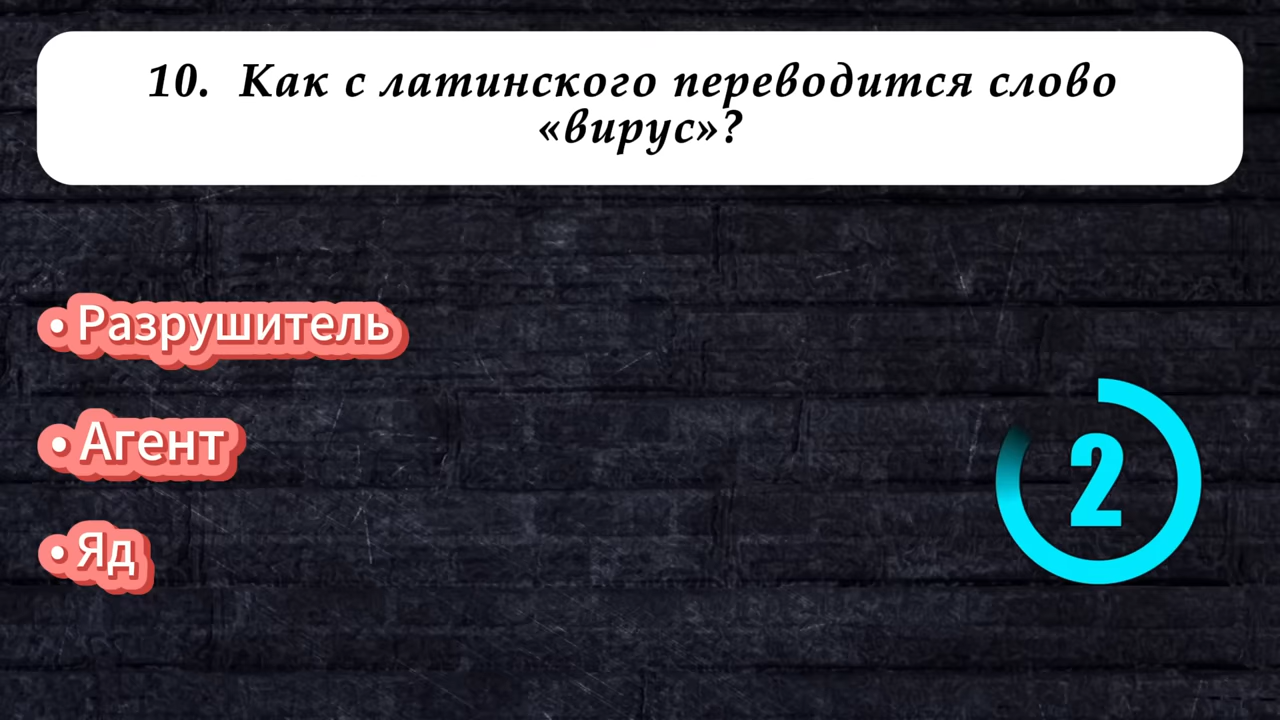 10. Как с латинского переводится слово
«вирус»?
• Разрушитель
• Агент
• Яд
2